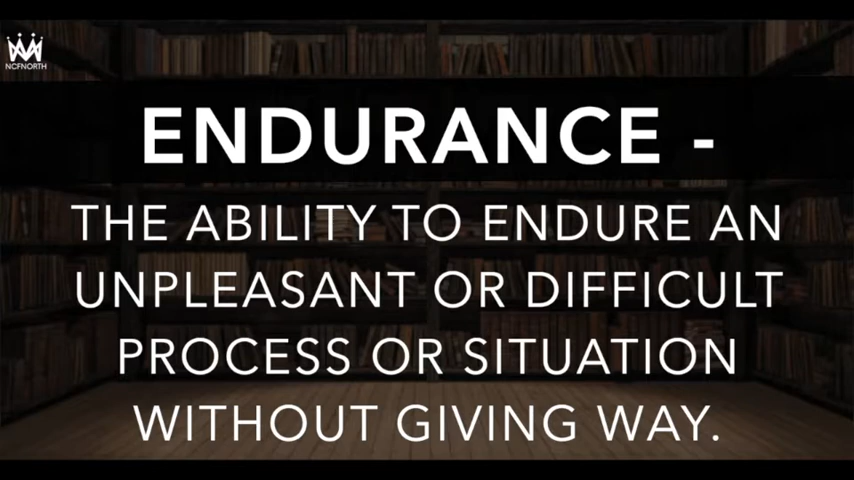 NCFNORTH
ENDURANCE -
THE ABILITY TO ENDURE AN
UNPLEASANT OR DIFFICULT
PROCESS OR SITUATION
WITHOUT GIVING WAY.